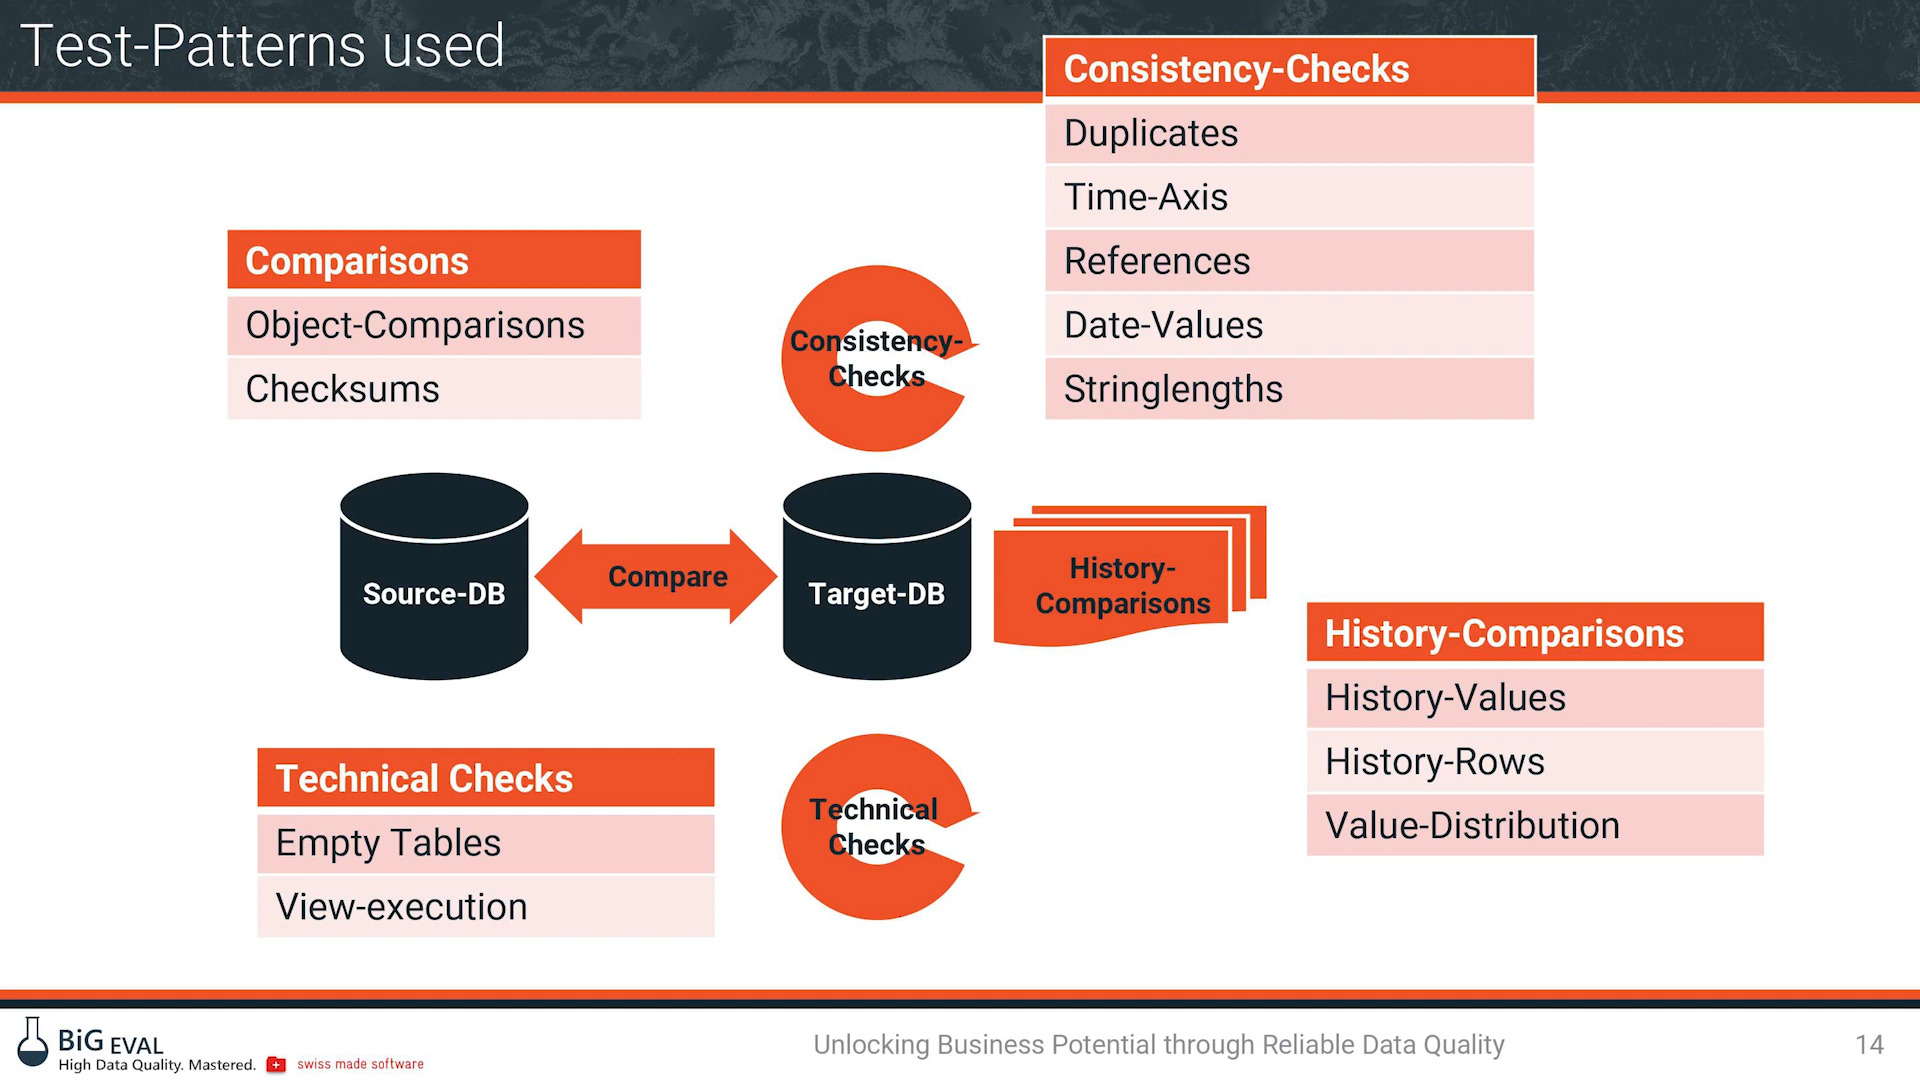 Test-Patterns used
Consistency-Checks
Duplicates
Time-Axis
References
Date-Values
Stringlengths
Comparisons
Object-Comparisons
Checksums
Consistency-
Checks
Source-DB
Compare
Target-DB
History-
Comparisons
History-Comparisons
History-Values
History-Rows
Value-Distribution
Technical Checks
Empty Tables
View-execution
Technical
Checks
BiG EVAL
High Data Quality. Mastered.
swiss made software
Unlocking Business Potential through Reliable Data Quality
14